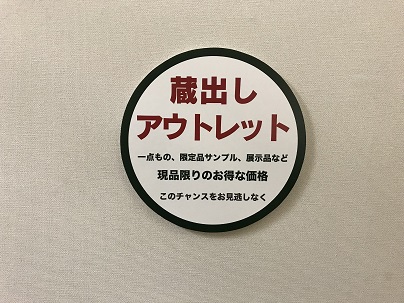 蔵出し
アウトレット
一点もの、限定品サンプル、展示品など
現品限りのお得な価格
このチャンスをお見逃しなく